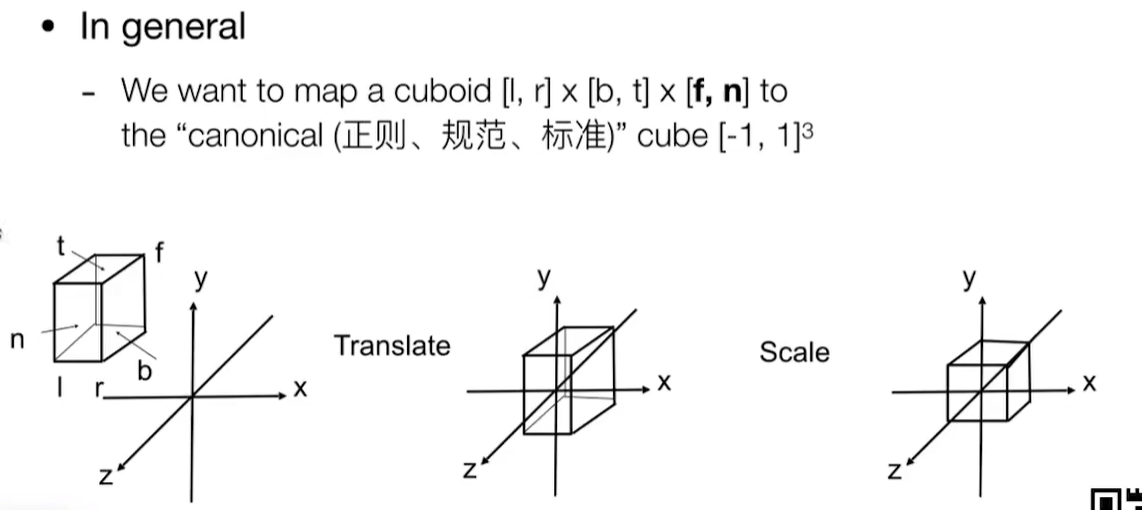 • In general
- We want to map a cuboid [l, r] x [b, t] x [f, n] to
the “canonical (正则、规范、标准)” cube [-1, 1]³
t
f
n
l
r
b
y
x
z
Translate
y
x
z
Scale
y
x
z